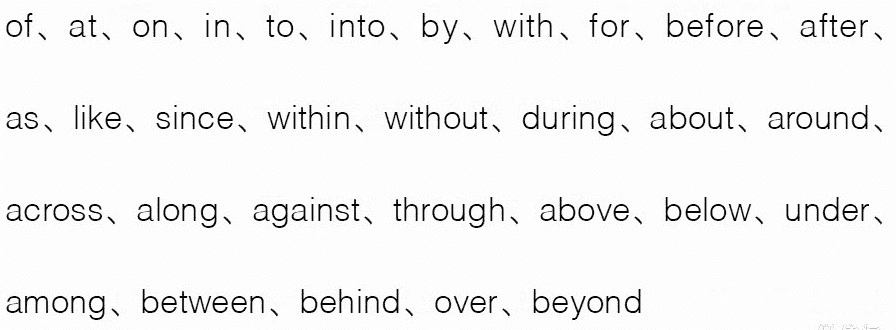 of、at、on、in、to、into、by、with、for、before、after、
as、like、since、within、without、during、about、around、
across、along、against、through、above、below、under、
among、between、behind、over、beyond